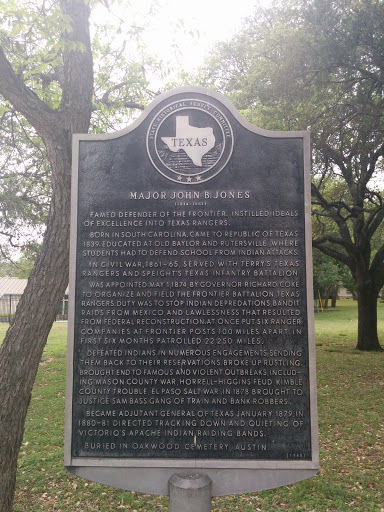 STATE HISTORICAL SURVEY COMMITTEE
TEXAS
MAJOR JOHN B. JONES
FAMED DEFENDER OF THE FRONTIER. INSTILLED IDEALS
OF EXCELLENCE INTO TEXAS RANGERS.
BORN IN SOUTH CAROLINA. CAME TO REPUBLIC OF TEXAS
1839. EDUCATED AT OLD BAYLOR AND RUTERSVILLE, WHERE
STUDENTS HAD TO DEFEND SCHOOL FROM INDIAN ATTACKS.
IN CIVIL WAR, 1861-65, SERVED WITH TERRY'S TEXAS
RANGERS AND SPEIGHT'S TEXAS INFANTRY BATTALION.
WAS APPOINTED MAY 1, 1874 BY GOVERNOR RICHARD COKE
TO ORGANIZE AND FIELD THE FRONTIER BATTALION, TEXAS
RANGERS. DUTY WAS TO STOP INDIAN DEPREDATIONS, BANDIT
RAIDS FROM MEXICO AND LAWLESSNESS THAT RESULTED
FROM FEDERAL RECONSTRUCTION. AT ONCE PUT SIX RANGER
COMPANIES AT FRONTIER POSTS 100 MILES APART. IN
FIRST SIX MONTHS PATROLLED 22,250 MILES.
DEFEATED INDIANS IN NUMEROUS ENGAGEMENTS, SENDING
THEM BACK TO THEIR RESERVATIONS. BROKE UP RUSTLING.
BROUGHT END TO FAMOUS AND VIOLENT OUTBREAKS, INCLUD-
ING MASON COUNTY WAR, HORRELL-HIGGINS FEUD, KIMBLE
COUNTY TROUBLE, EL PASO SALT WAR. IN 1878 BROUGHT TO
JUSTICE SAM BASS GANG OF TRAIN AND BANK ROBBERS.
BECAME ADJUTANT GENERAL OF TEXAS JANUARY 1879. IN
1880-81 DIRECTED TRACKING DOWN AND QUIETING OF
VICTORIO'S APACHE INDIAN RAIDING BANDS.
BURIED IN OAKWOOD CEMETERY, AUSTIN.